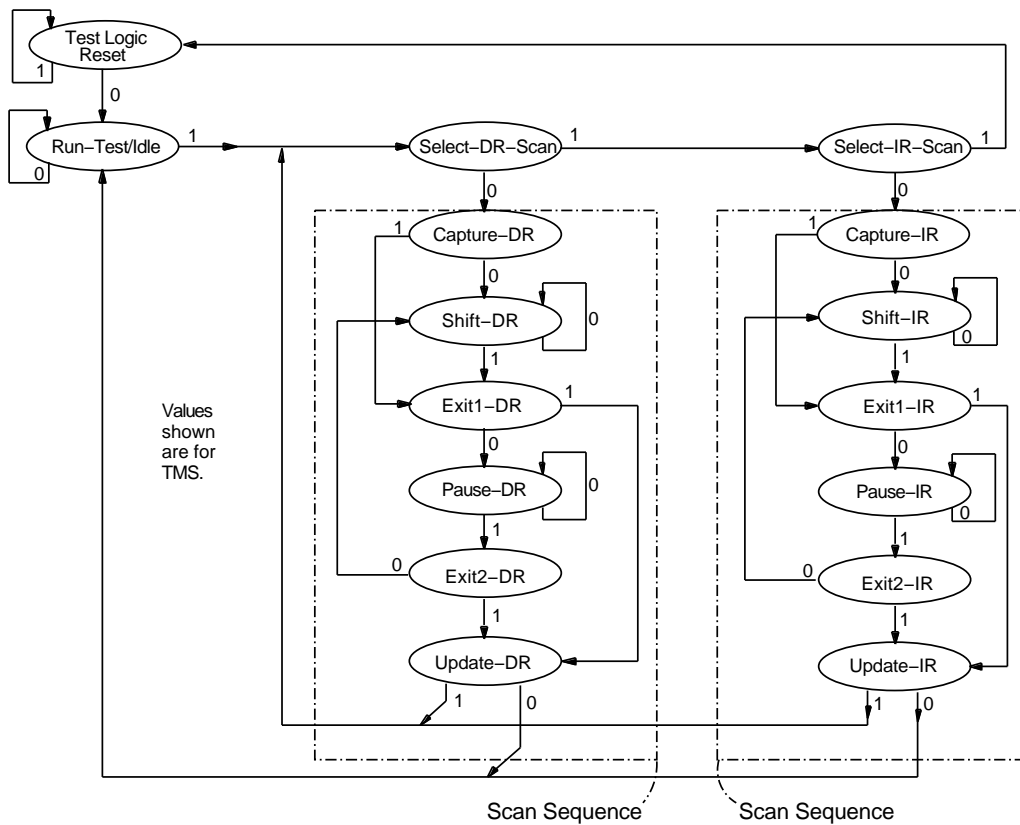 Test Logic
Reset
1
0
Run–Test/Idle
0
1
Select–DR–Scan
1
Select–IR–Scan
1
0
0
Capture–DR
1
Capture–IR
1
0
0
Shift–DR
0
Shift–IR
0
1
1
Exit1–DR
1
Exit1–IR
1
0
0
Values
shown
are for
TMS.
Pause–DR
0
Pause–IR
0
1
1
Exit2–DR
0
Exit2–IR
0
1
1
Update–DR
Update–IR
1
0
1
0
Scan Sequence
Scan Sequence